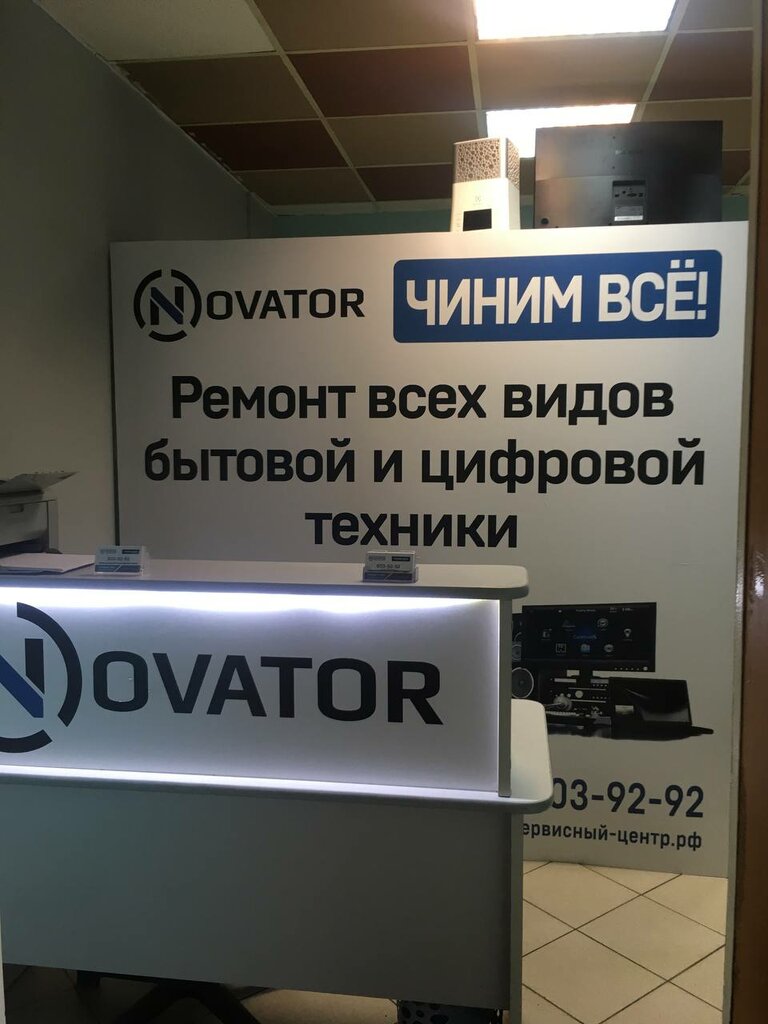 NOVATOR
ЧИНИМ ВСЁ!
Ремонт всех видов
бытовой и цифровой
техники
NOVATOR
03-92-92
ервисный-центр.рф